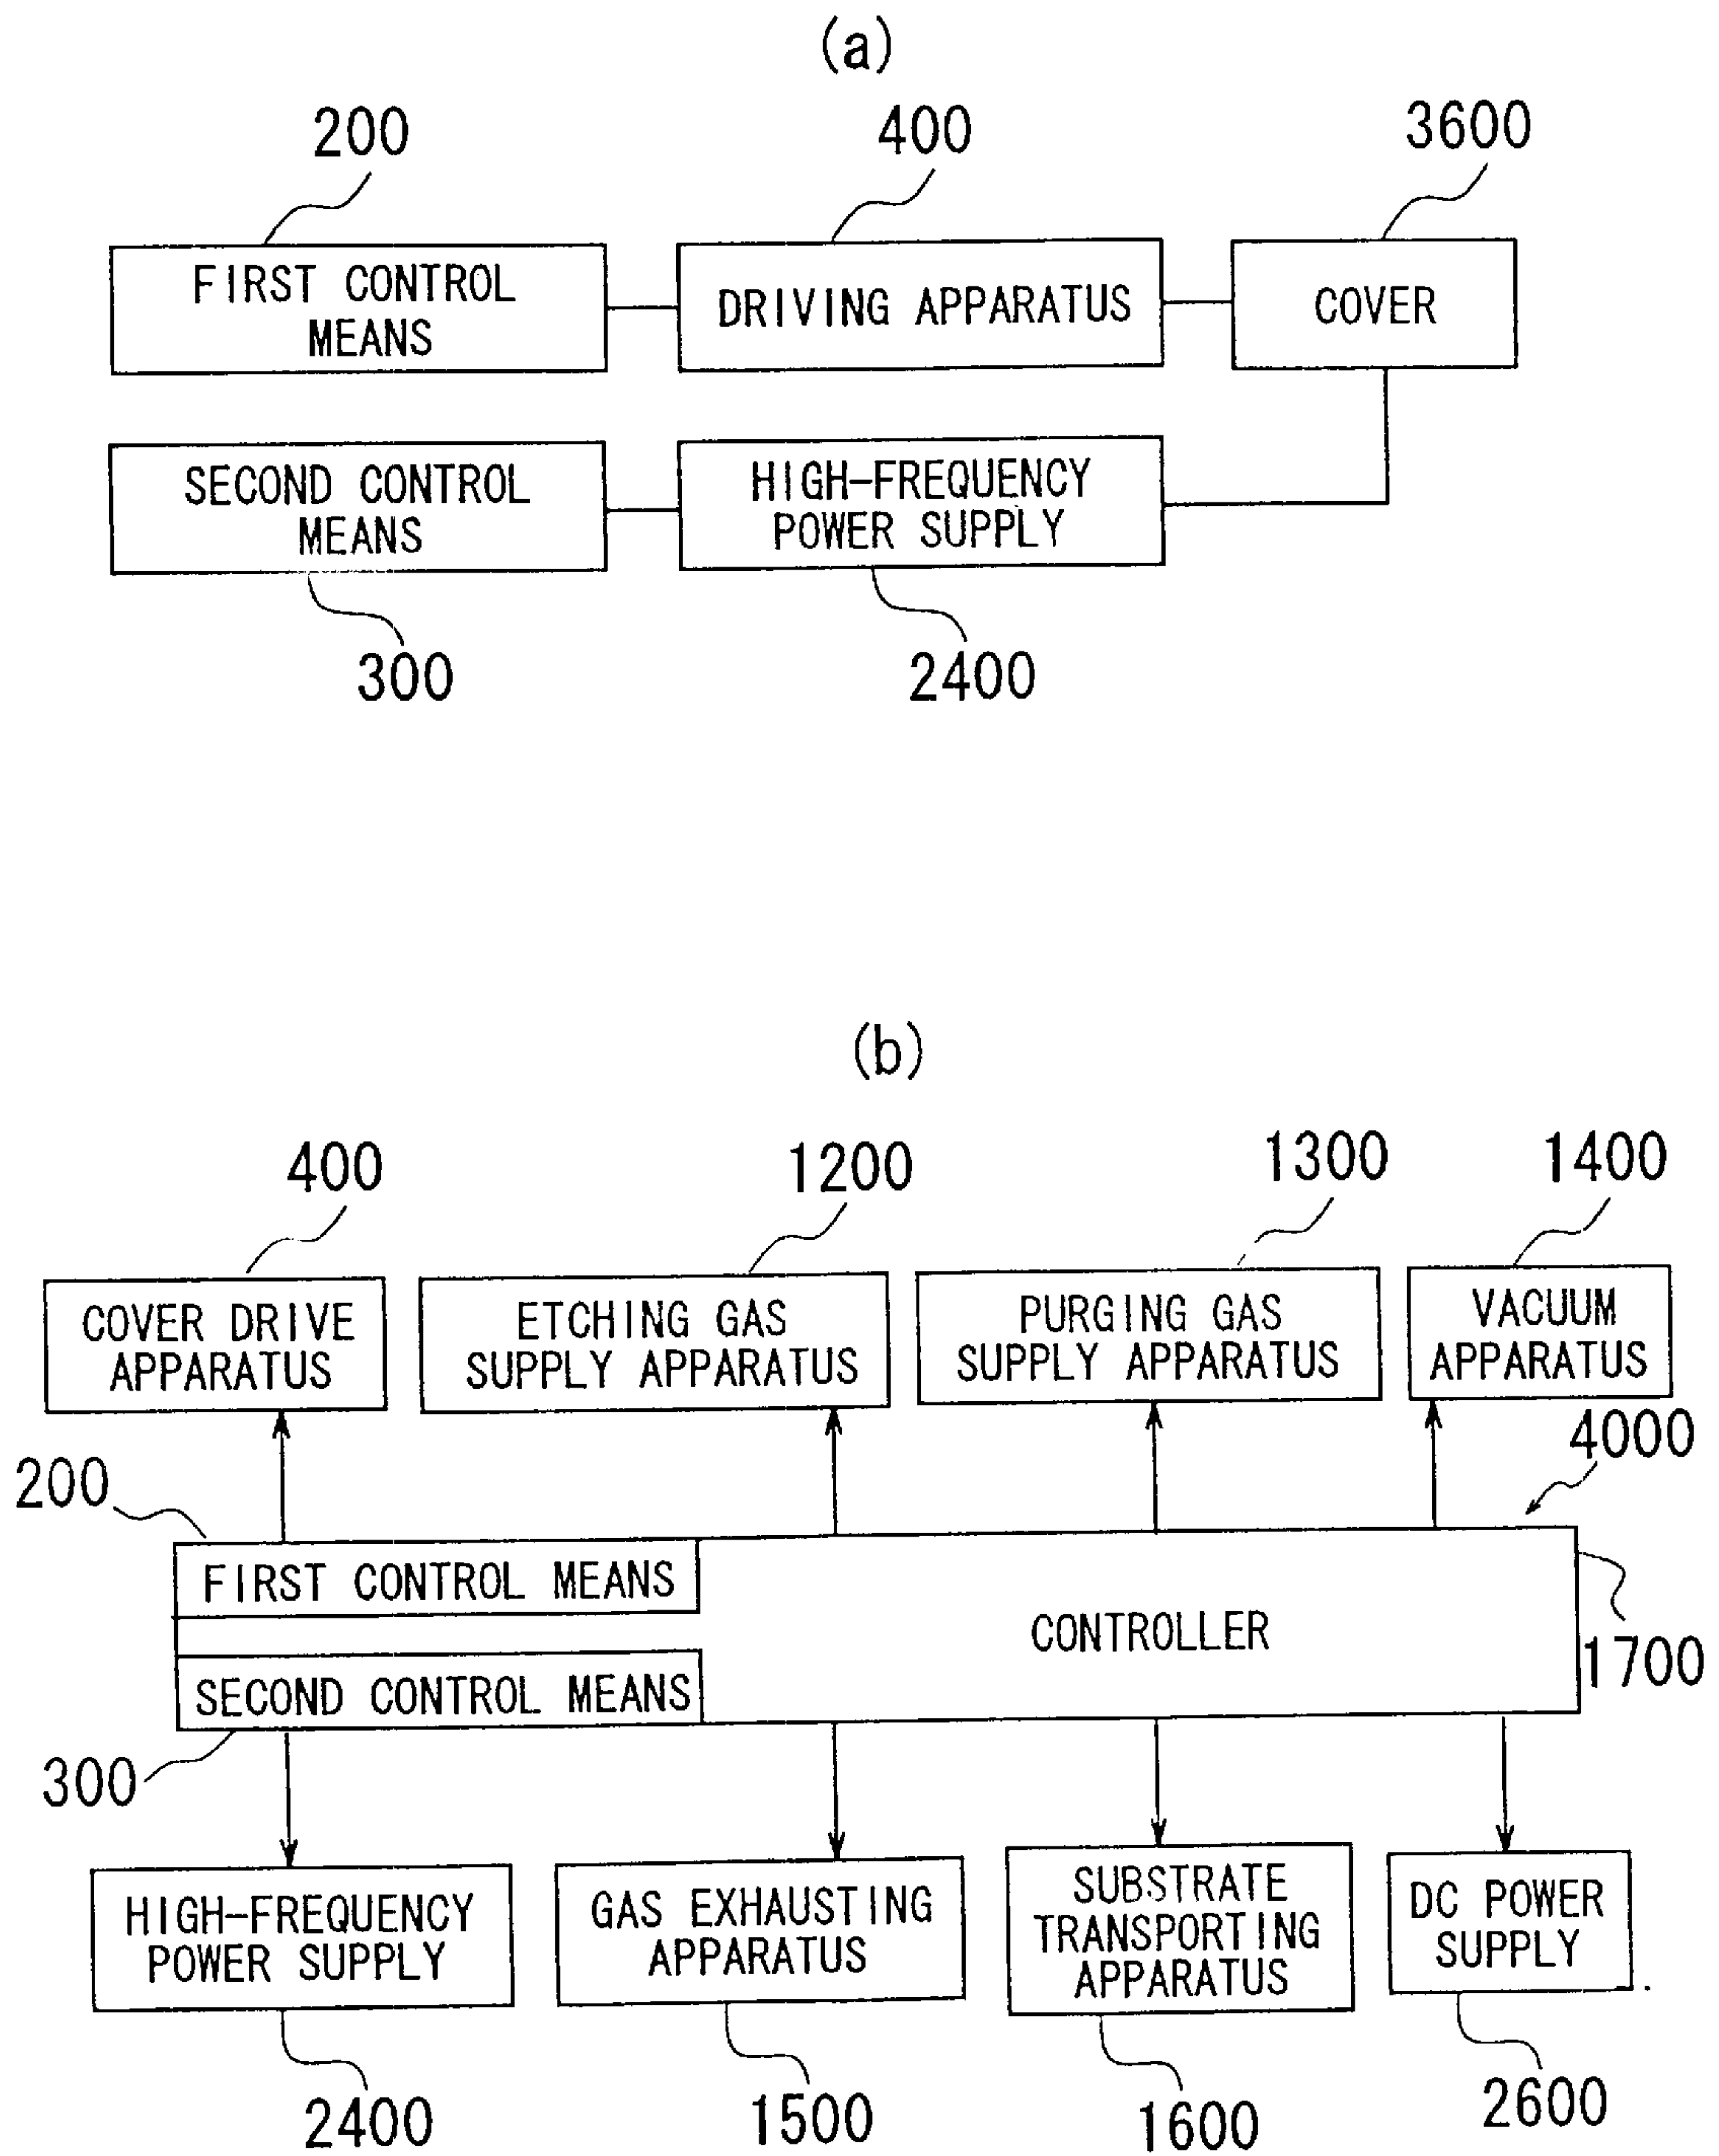 (a)
200
400
3600
FIRST CONTROL
MEANS
DRIVING APPARATUS
COVER
SECOND CONTROL
MEANS
HIGH-FREQUENCY
POWER SUPPLY
300
2400
(b)
400
1200
1300
1400
COVER DRIVE
APPARATUS
ETCHING GAS
SUPPLY APPARATUS
PURGING GAS
SUPPLY APPARATUS
VACUUM
APPARATUS
4000
200
FIRST CONTROL MEANS
CONTROLLER
1700
SECOND CONTROL MEANS
300
HIGH-FREQUENCY
POWER SUPPLY
GAS EXHAUSTING
APPARATUS
SUBSTRATE
TRANSPORTING
APPARATUS
DC POWER
SUPPLY
2400
1500
1600
2600